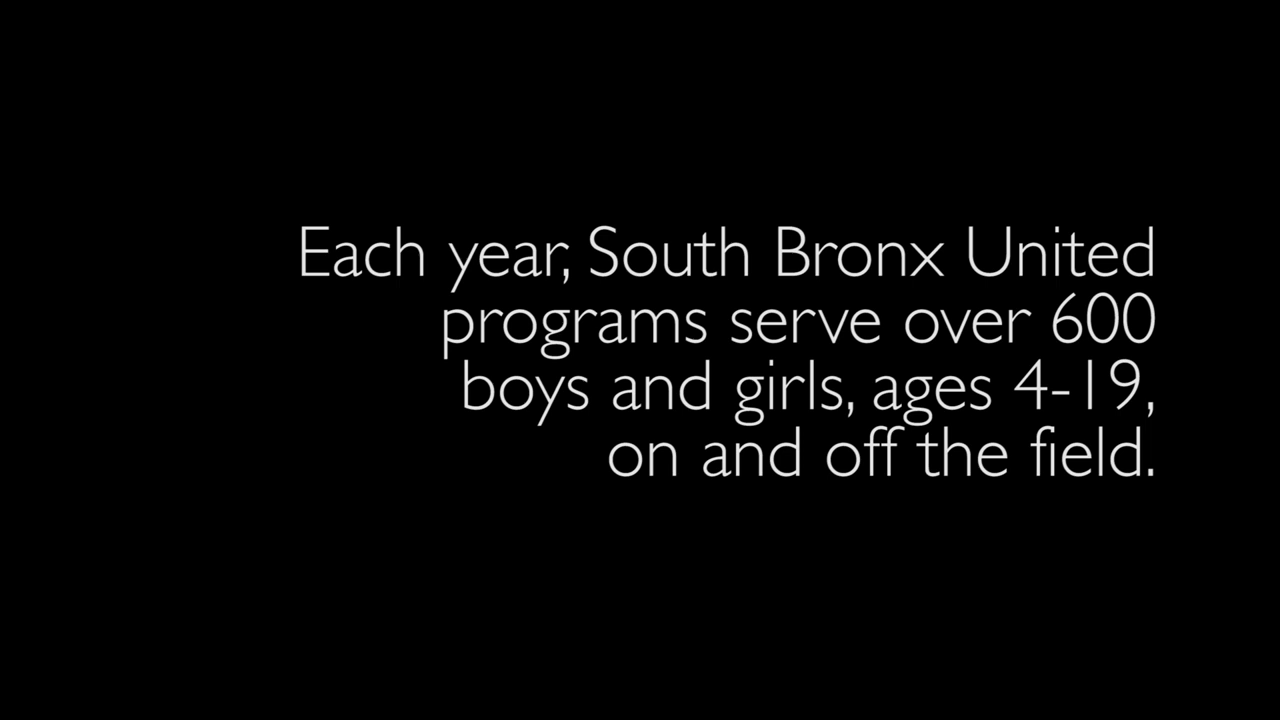 Each year, South Bronx United
programs serve over 600
boys and girls, ages 4-19,
on and off the field.